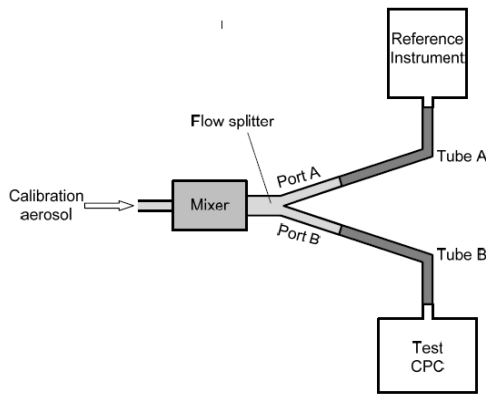 Reference
Instrument
Flow splitter
Port A
Tube A
Calibration
aerosol
Mixer
Port B
Tube B
Test
CPC